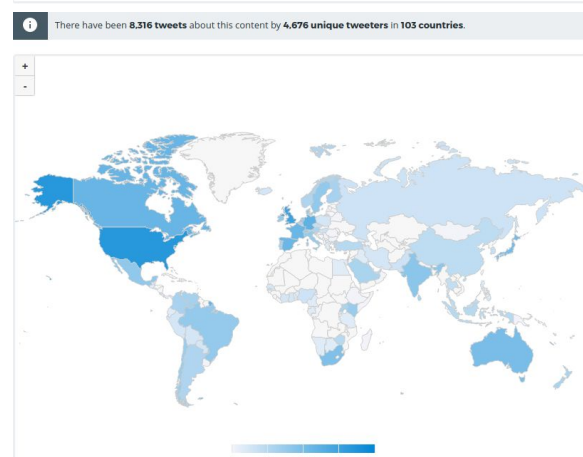 i There have been 8,316 tweets about this content by 4,676 unique tweeters in 103 countries.
+
-